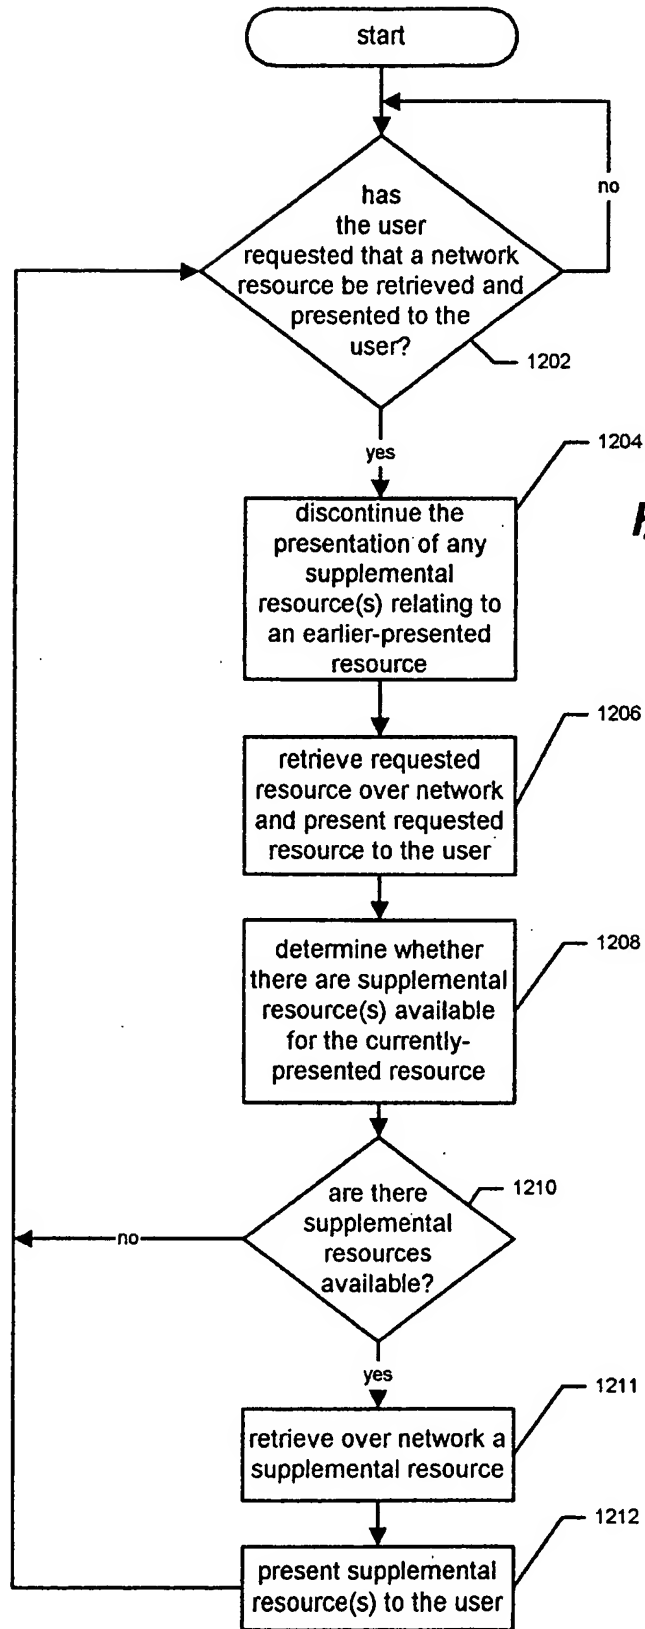 start
no
has
the user
requested that a network
resource be retrieved and
presented to the
user?
1202
yes
1204
discontinue the
presentation of any
supplemental
resource(s) relating to
an earlier-presented
resource
1206
retrieve requested
resource over network
and present requested
resource to the user
1208
determine whether
there are supplemental
resource(s) available
for the currently-
presented resource
1210
are there
supplemental
resources
available?
no
yes
1211
retrieve over network a
supplemental resource
1212
present supplemental
resource(s) to the user